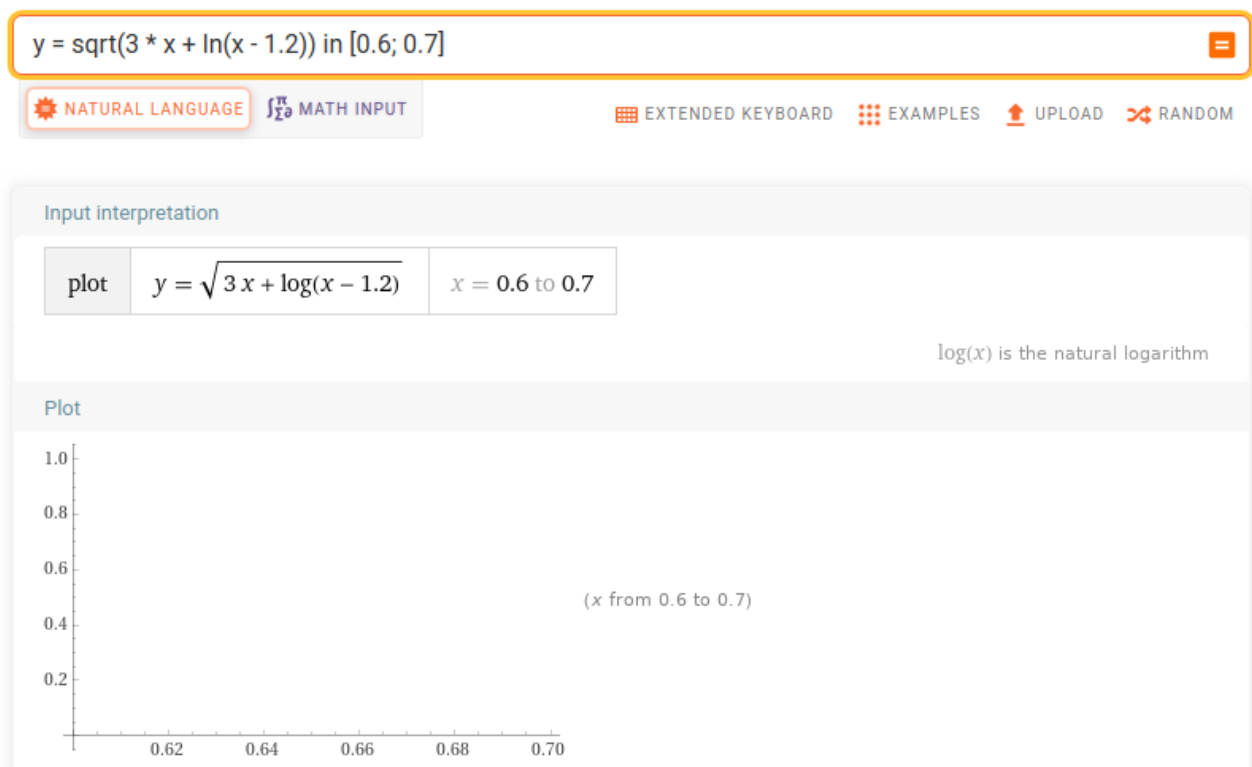 y = sqrt(3 * x + ln(x - 1.2)) in [0.6; 0.7]
=
NATURAL LANGUAGE
∫Σπ∂ MATH INPUT
EXTENDED KEYBOARD
EXAMPLES
UPLOAD
RANDOM
Input interpretation
plot y = √(3 x + log(x − 1.2)) x = 0.6 to 0.7
log(x) is the natural logarithm
Plot
1.0
0.8
0.6
0.4
0.2
(x from 0.6 to 0.7)
0.62 0.64 0.66 0.68 0.70